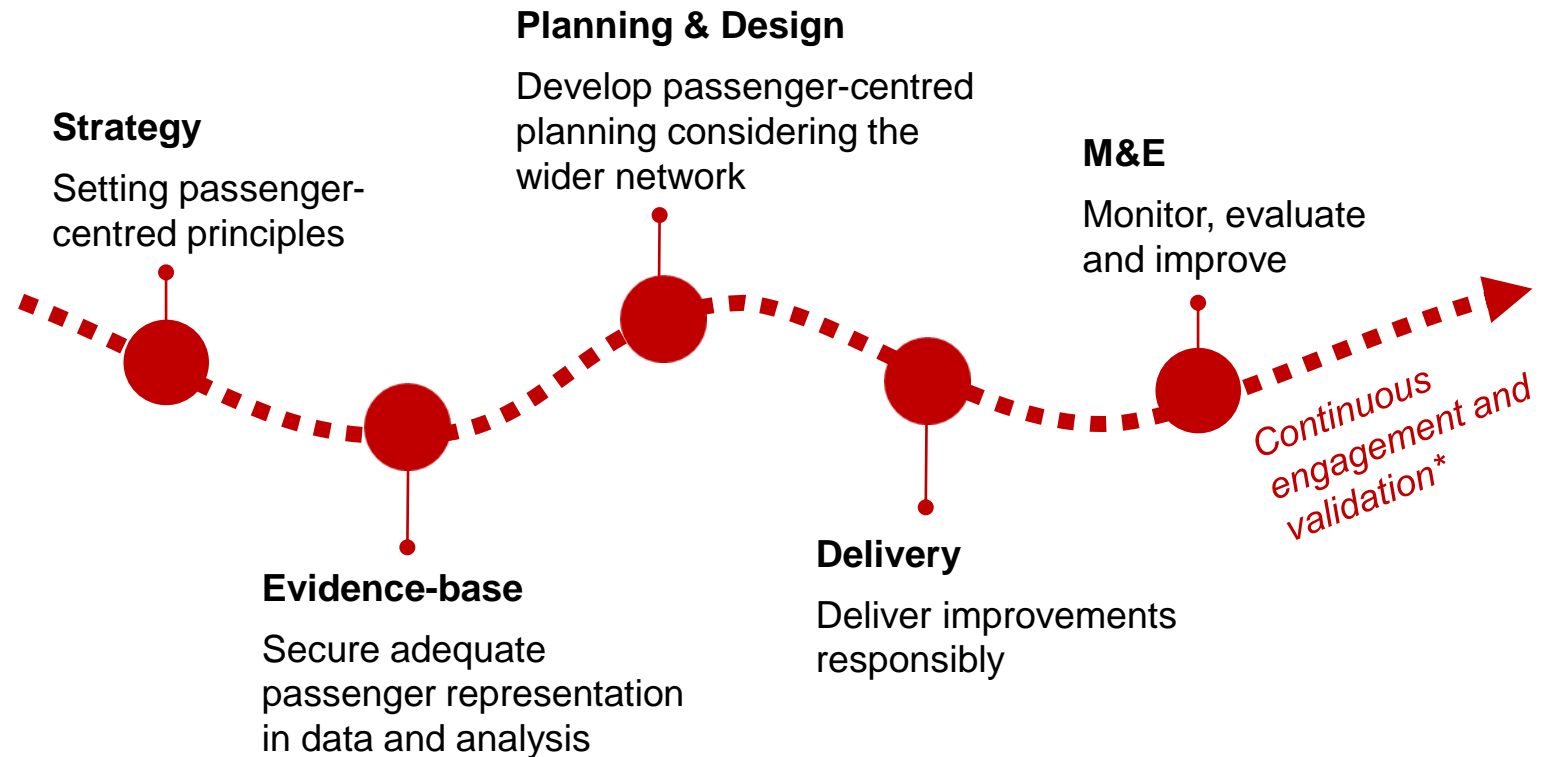 Strategy
Setting passenger-
centred principles
Evidence-base
Secure adequate
passenger representation
in data and analysis
Planning & Design
Develop passenger-centred
planning considering the
wider network
Delivery
Deliver improvements
responsibly
M&E
Monitor, evaluate
and improve
Continuous
engagement and
validation*